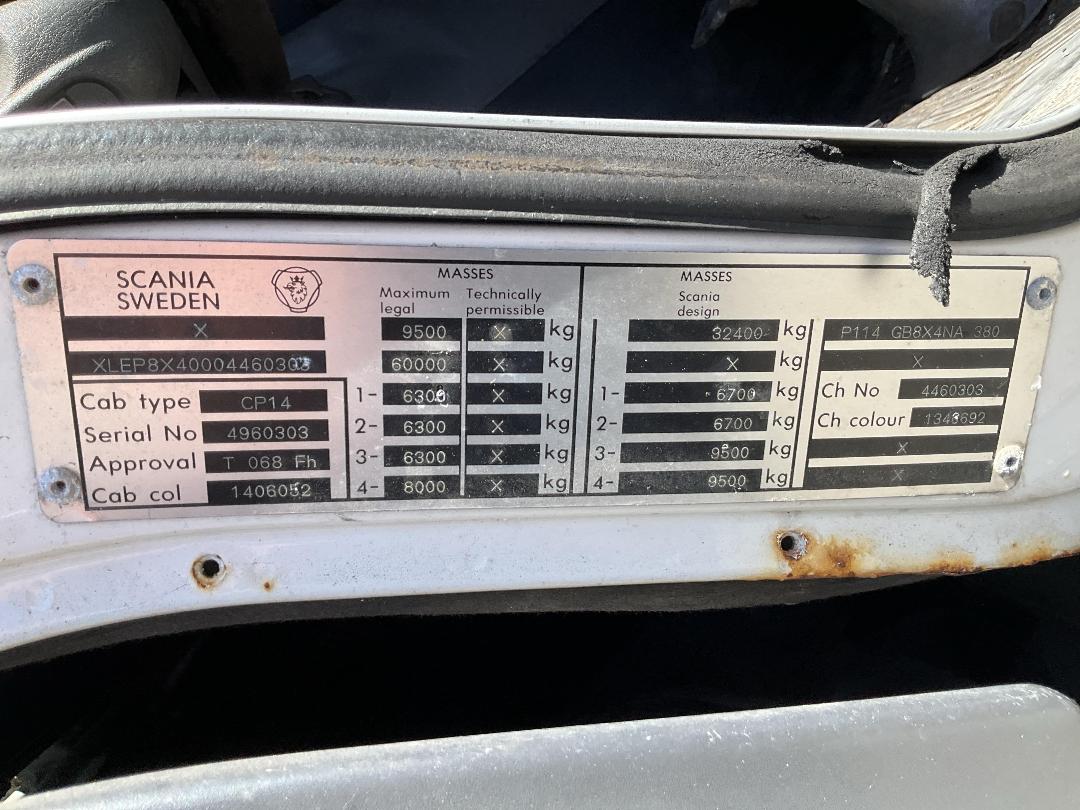 SCANIA
SWEDEN
X
XLEP8X40004460303
Cab type CP14
Serial No 4960303
Approval T 068 Fh
Cab col 1406052
MASSES
Maximum legal Technically permissible
9500 X kg
60000 X kg
1- 6300 X kg
2- 6300 X kg
3- 6300 X kg
4- 8000 X kg
MASSES
Scania design
32400 kg
X kg
1- 6700 kg
2- 6700 kg
3- 9500 kg
4- 9500 kg
P114 GB8X4NA 380
X
Ch No 4460303
Ch colour 1343692
X
X